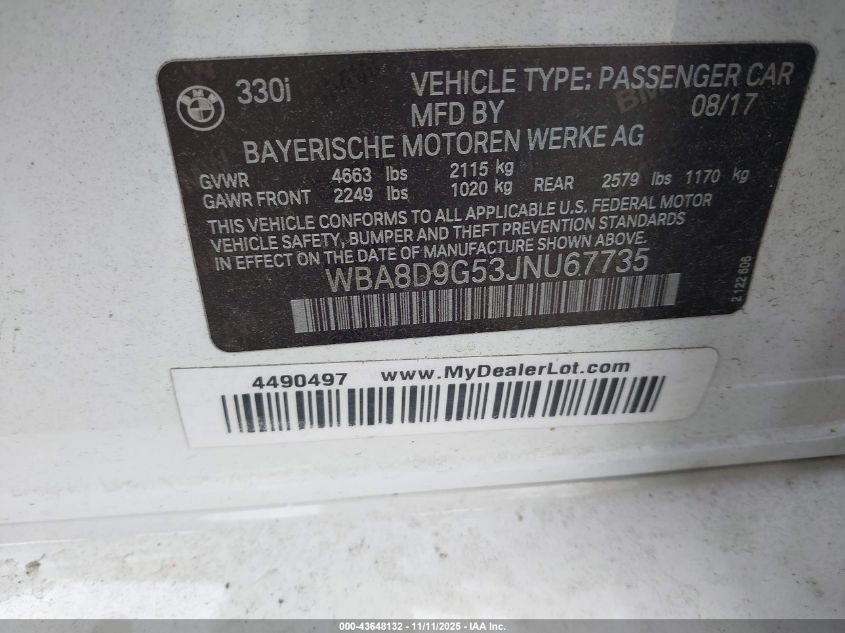 BMW
330i
VEHICLE TYPE: PASSENGER CAR
MFD BY 08/17
BAYERISCHE MOTOREN WERKE AG
GVWR 4663 lbs 2115 kg
GAWR FRONT 2249 lbs 1020 kg REAR 2579 lbs 1170 kg
THIS VEHICLE CONFORMS TO ALL APPLICABLE U.S. FEDERAL MOTOR
VEHICLE SAFETY, BUMPER AND THEFT PREVENTION STANDARDS
IN EFFECT ON THE DATE OF MANUFACTURE SHOWN ABOVE.
WBA8D9G53JNU67735
2 122 606
4490497 www.MyDealerLot.com
000-43648132 - 11/11/2025 - IAA Inc.